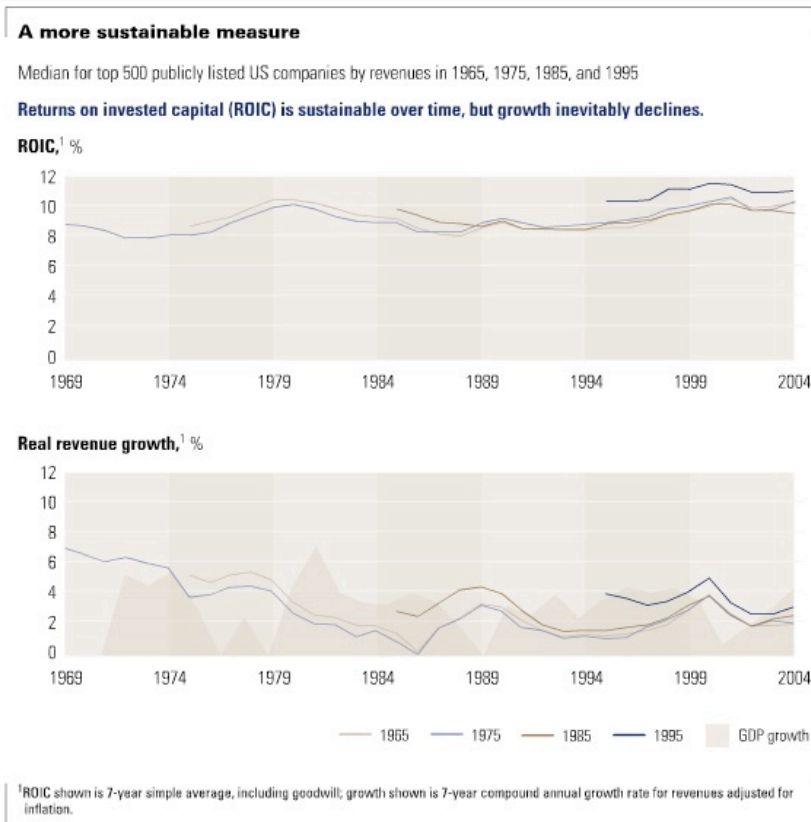 A more sustainable measure
Median for top 500 publicly listed US companies by revenues in 1965, 1975, 1985, and 1995
Returns on invested capital (ROIC) is sustainable over time, but growth inevitably declines.
ROIC,¹ %
12
10
8
6
4
2
0
1969 1974 1979 1984 1989 1994 1999 2004
Real revenue growth,¹ %
12
10
8
6
4
2
0
1969 1974 1979 1984 1989 1994 1999 2004
1965 1975 1985 1995 GDP growth
¹ROIC shown is 7-year simple average, including goodwill; growth shown is 7-year compound annual growth rate for revenues adjusted for
inflation.